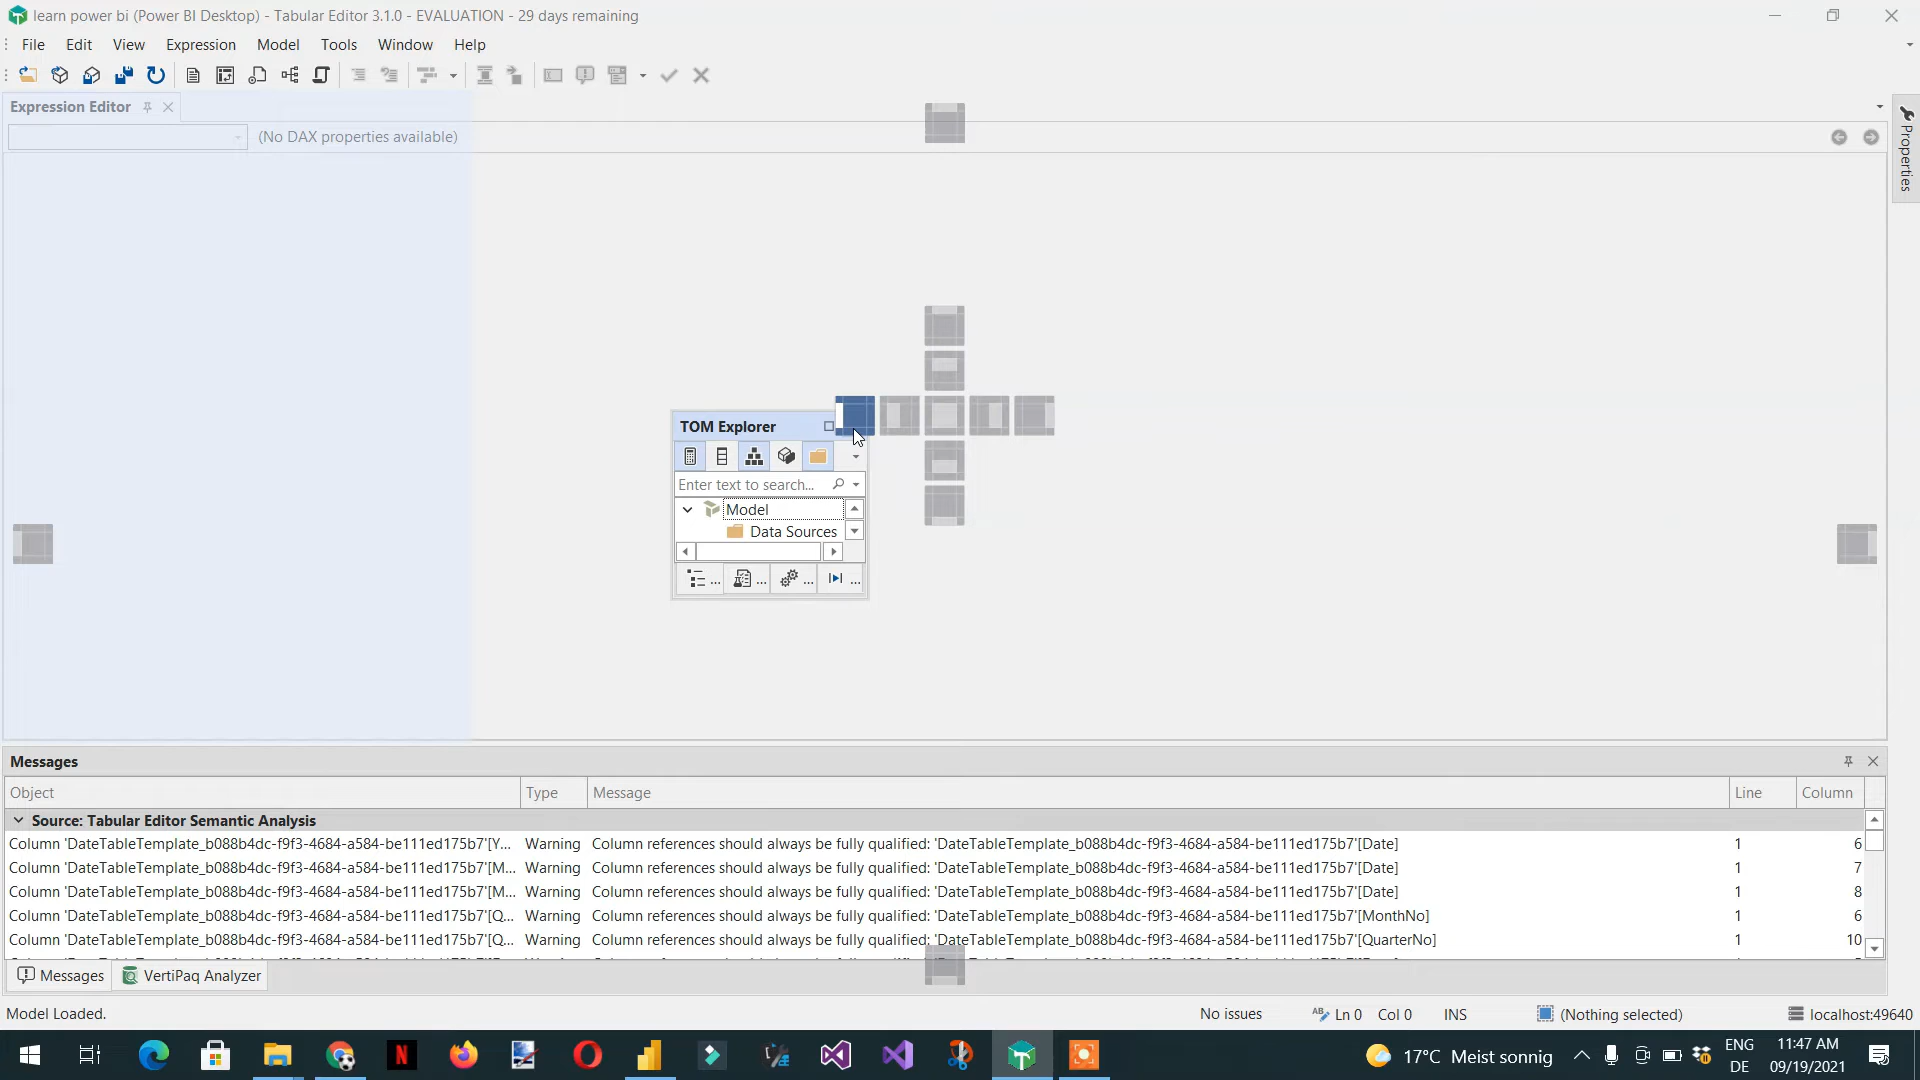 learn power bi (Power BI Desktop) - Tabular Editor 3.1.0 - EVALUATION - 29 days remaining
File Edit View Expression Model Tools Window Help
Expression Editor
(No DAX properties available)
Properties
TOM Explorer
Enter text to search...
Model
Data Sources
... ... ... ...
Messages
Object Type Message Line Column
Source: Tabular Editor Semantic Analysis
Column 'DateTableTemplate_b088b4dc-f9f3-4684-a584-be111ed175b7'[Y... Warning Column references should always be fully qualified: 'DateTableTemplate_b088b4dc-f9f3-4684-a584-be111ed175b7'[Date] 1 6
Column 'DateTableTemplate_b088b4dc-f9f3-4684-a584-be111ed175b7'[M... Warning Column references should always be fully qualified: 'DateTableTemplate_b088b4dc-f9f3-4684-a584-be111ed175b7'[Date] 1 7
Column 'DateTableTemplate_b088b4dc-f9f3-4684-a584-be111ed175b7'[M... Warning Column references should always be fully qualified: 'DateTableTemplate_b088b4dc-f9f3-4684-a584-be111ed175b7'[Date] 1 8
Column 'DateTableTemplate_b088b4dc-f9f3-4684-a584-be111ed175b7'[Q... Warning Column references should always be fully qualified: 'DateTableTemplate_b088b4dc-f9f3-4684-a584-be111ed175b7'[MonthNo] 1 6
Column 'DateTableTemplate_b088b4dc-f9f3-4684-a584-be111ed175b7'[Q... Warning Column references should always be fully qualified: 'DateTableTemplate_b088b4dc-f9f3-4684-a584-be111ed175b7'[QuarterNo] 1 10
Messages VertiPaq Analyzer
Model Loaded. No issues Ln 0 Col 0 INS (Nothing selected) localhost:49640
17°C Meist sonnig ENG 11:47 AM
DE 09/19/2021